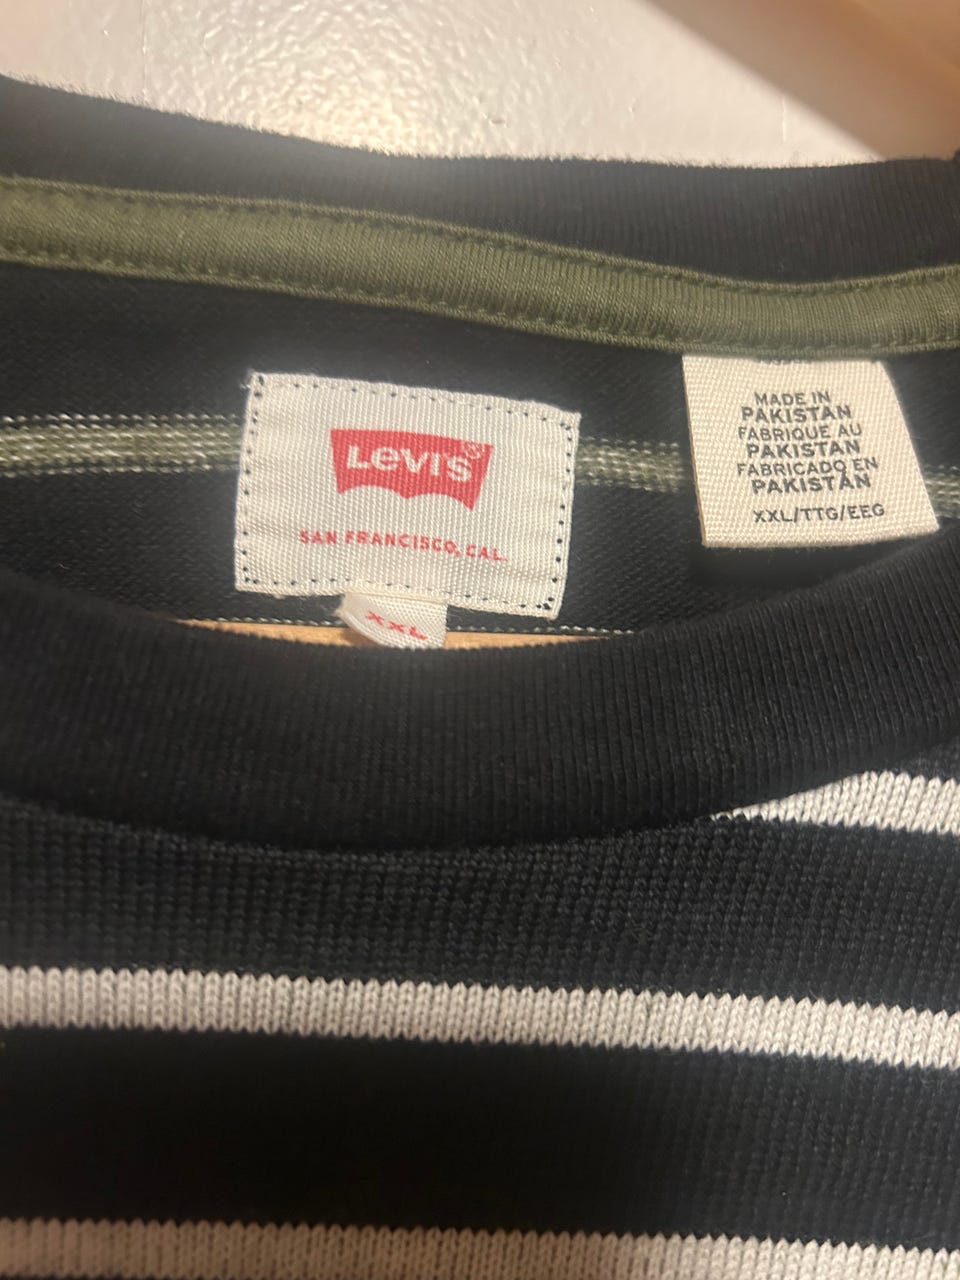 LEVI'S®
SAN FRANCISCO, CAL.
XXL
MADE IN
PAKISTAN
FABRIQUE AU
PAKISTAN
FABRICADO EN
PAKISTÁN
XXL/TTG/EEG